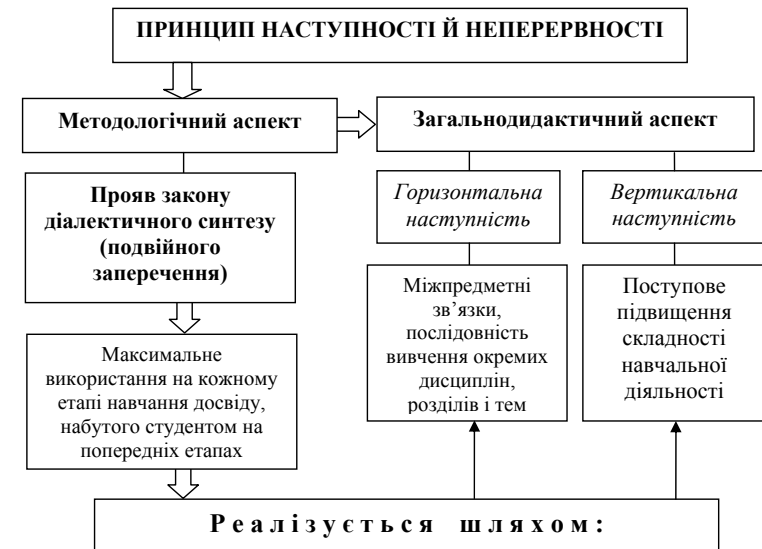 ПРИНЦИП НАСТУПНОСТІ Й НЕПЕРЕРВНОСТІ
Методологічний аспект
Загальнодидактичний аспект
Прояв закону
діалектичного синтезу
(подвійного
заперечення)
Горизонтальна
наступність
Вертикальна
наступність
Максимальне
використання на кожному
етапі навчання досвіду,
набутого студентом на
попередніх етапах
Міжпредметні
зв’язки,
послідовність
вивчення окремих
дисциплін,
розділів і тем
Поступове
підвищення
складності
навчальної
діяльності
Реалізується шляхом: